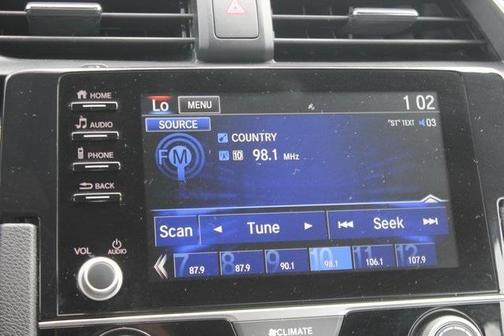 HOME
AUDIO
PHONE
BACK
VOL
AUDIO
Lo MENU 1 02
SOURCE "ST" TEXT 03
COUNTRY
FM
A 10 98.1 MHz
Scan Tune Seek
7 8 9 10 11 12
87.9 87.9 90.1 98.1 106.1 107.9
CLIMATE